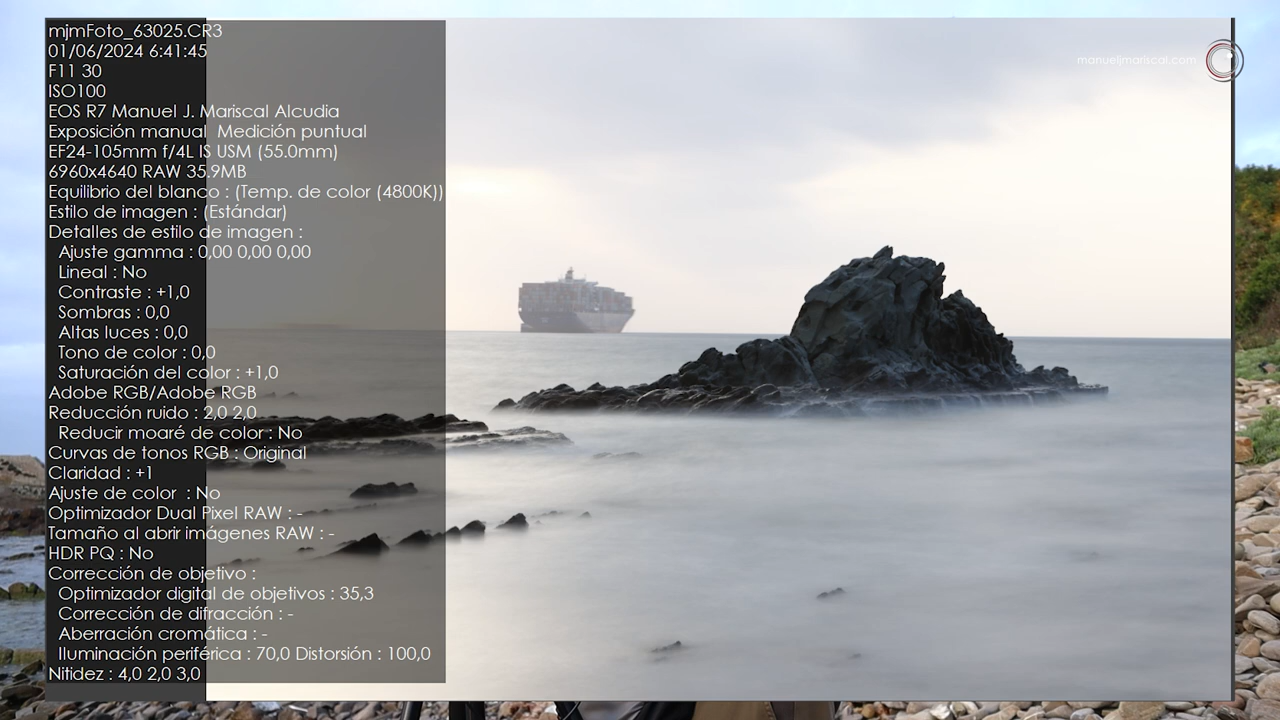 mjmFoto_63025.CR3
01/06/2024 6:41:45
F11 30
ISO100
EOS R7 Manuel J. Mariscal Alcudia
Exposición manual  Medición puntual
EF24-105mm f/4L IS USM (55.0mm)
6960x4640 RAW 35.9MB
Equilibrio del blanco : (Temp. de color (4800K))
Estilo de imagen : (Estándar)
Detalles de estilo de imagen :
Ajuste gamma : 0,00 0,00 0,00
Lineal : No
Contraste : +1,0
Sombras : 0,0
Altas luces : 0,0
Tono de color : 0,0
Saturación del color : +1,0
Adobe RGB/Adobe RGB
Reducción ruido : 2,0 2,0
Reducir moaré de color : No
Curvas de tonos RGB : Original
Claridad : +1
Ajuste de color  : No
Optimizador Dual Pixel RAW : -
Tamaño al abrir imágenes RAW : -
HDR PQ : No
Corrección de objetivo :
Optimizador digital de objetivos : 35,3
Corrección de difracción : -
Aberración cromática : -
Iluminación periférica : 70,0 Distorsión : 100,0
Nitidez : 4,0 2,0 3,0
manueljmariscal.com